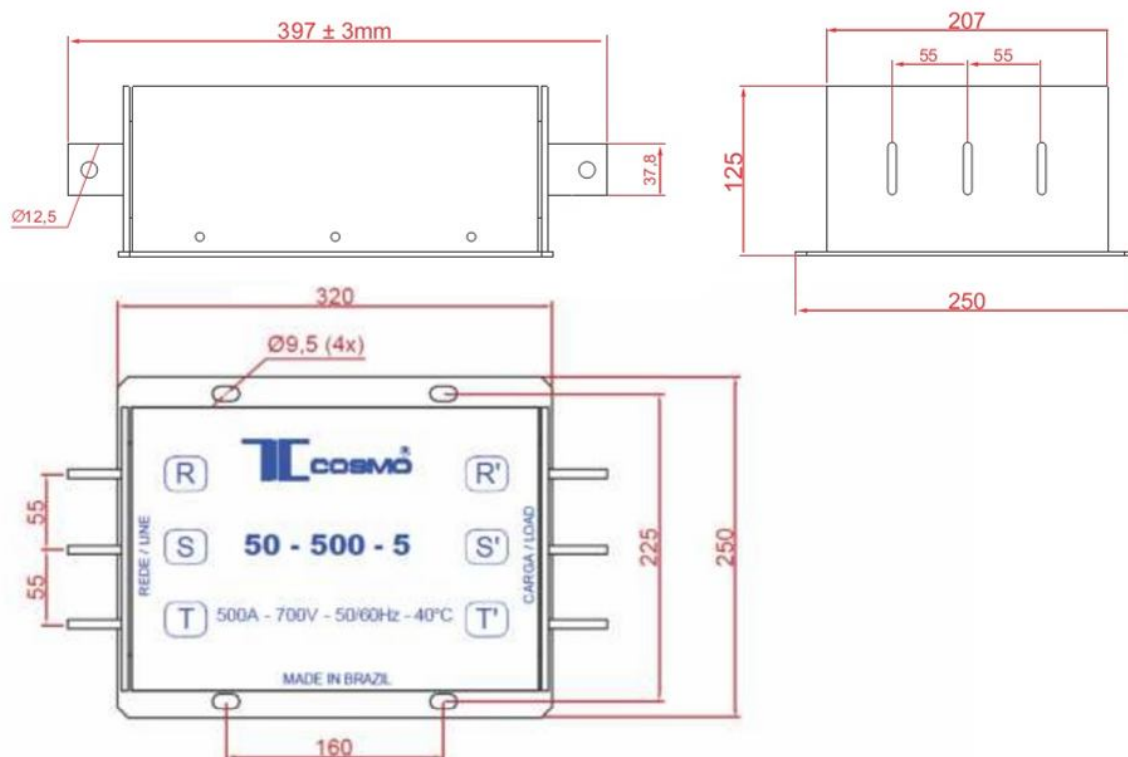 397 ± 3mm
Ø12,5
37,8
207
55
55
125
250
320
Ø9,5 (4x)
55
55
REDE / LINE
R
TC COSMO®
R'
S
50 - 500 - 5
S'
T
500A - 700V - 50/60Hz - 40°C
T'
CARGA / LOAD
MADE IN BRAZIL
225
250
160